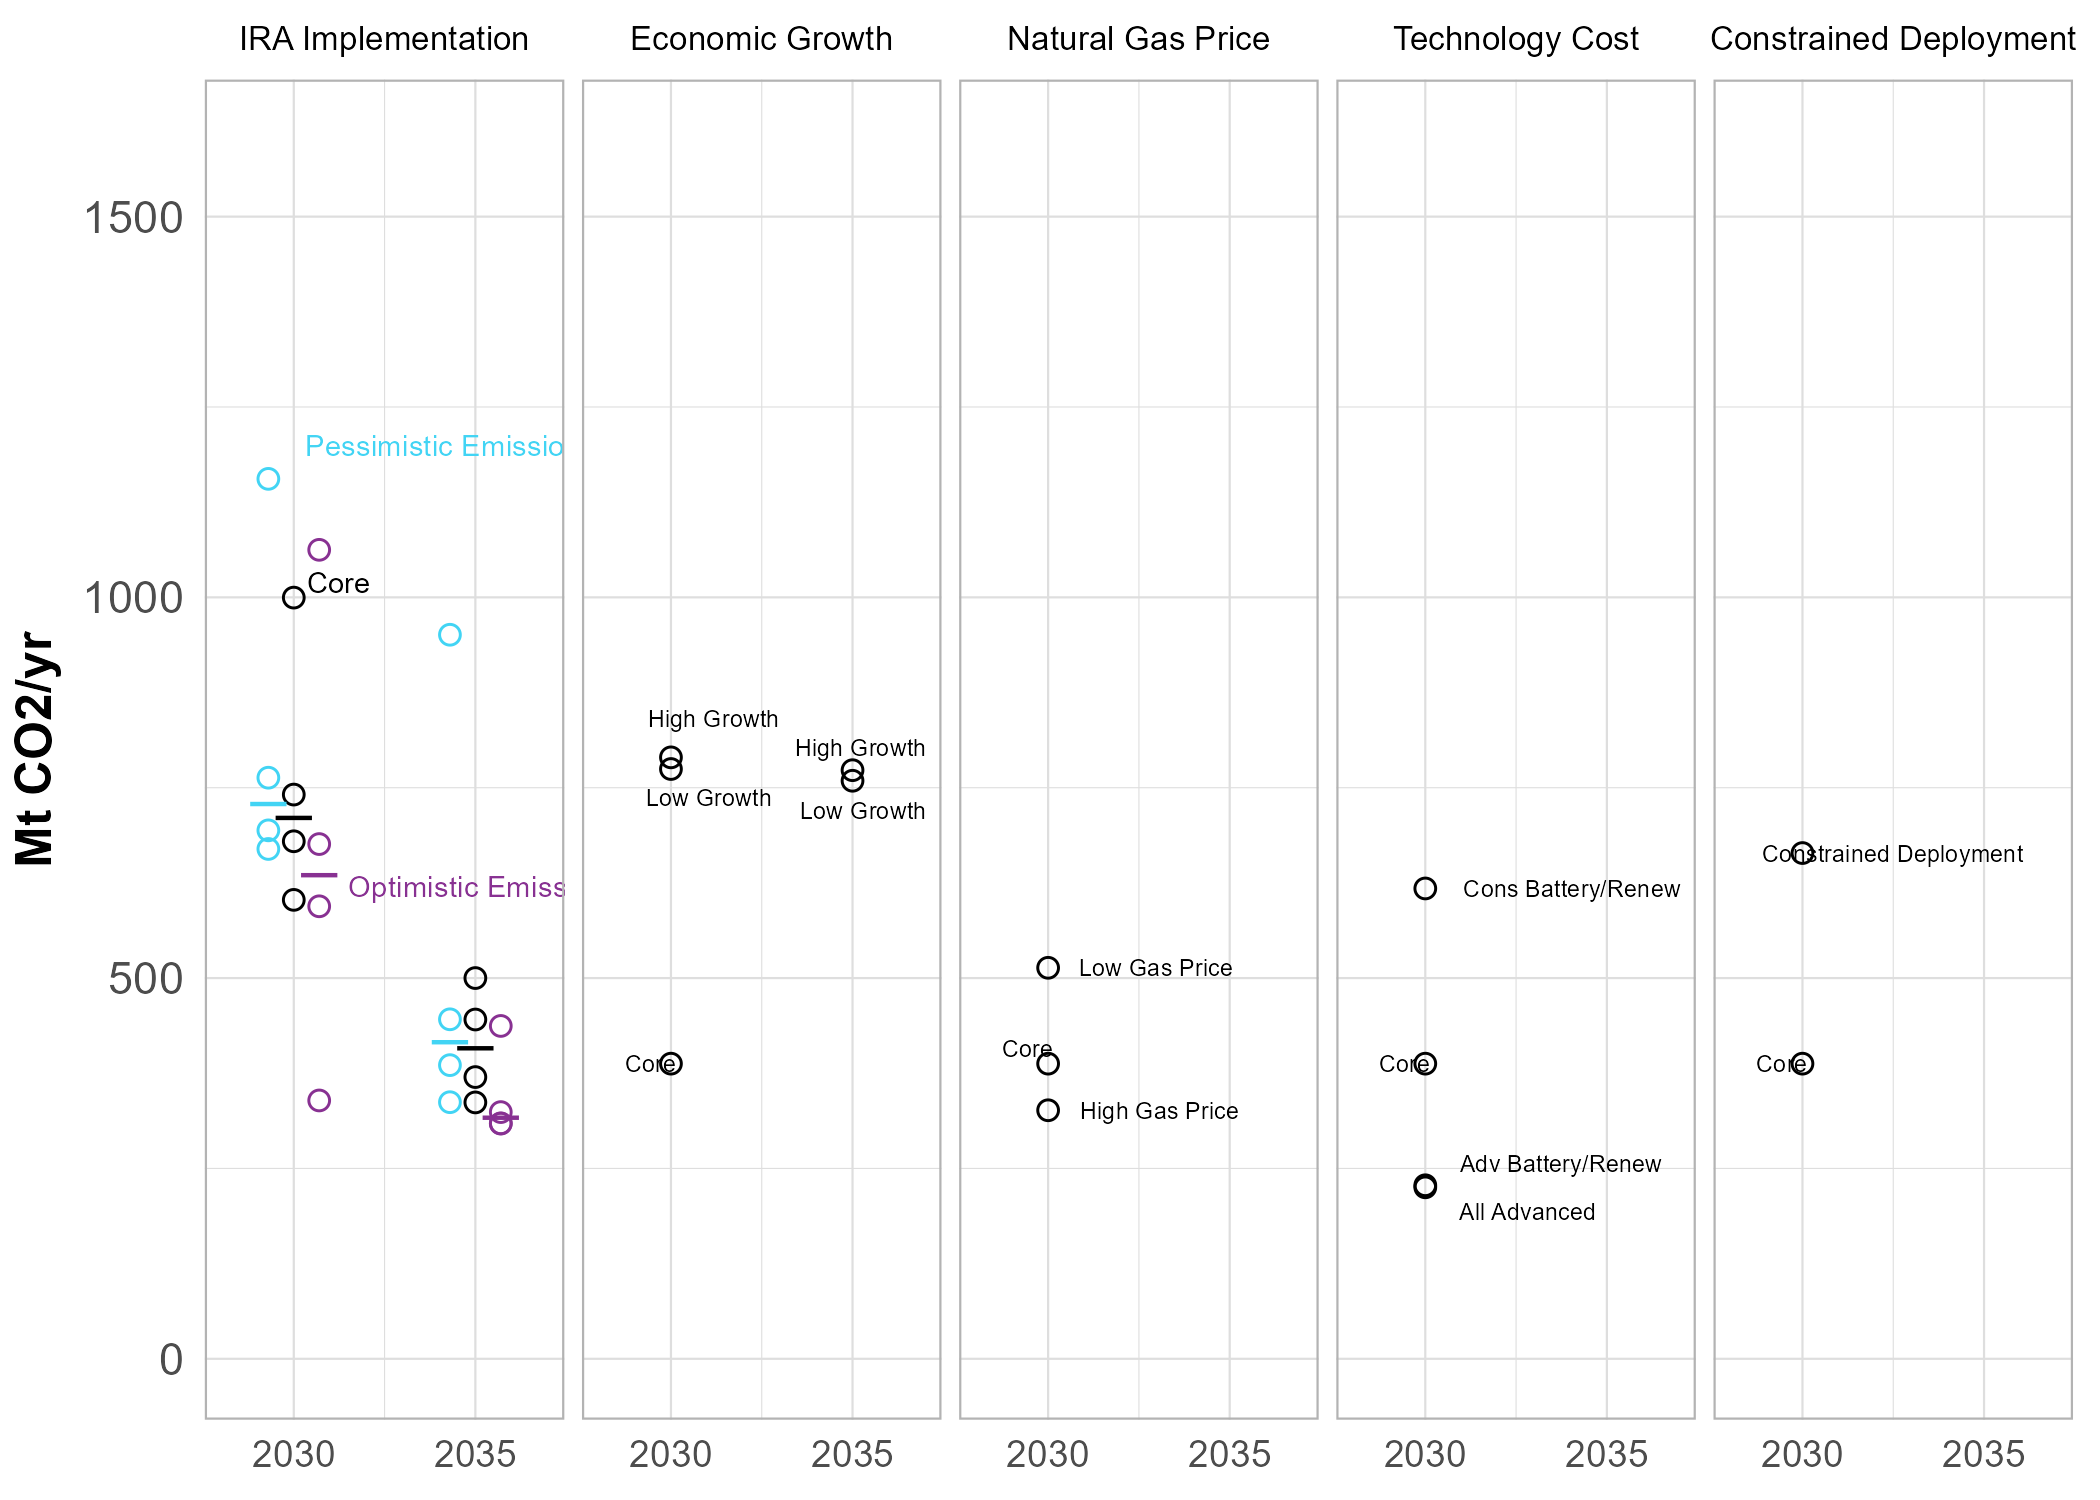 IRA Implementation
Economic Growth
Natural Gas Price
Technology Cost
Constrained Deployment
Mt CO2/yr
1500
1000
500
0
Pessimistic Emissio
Core
Optimistic Emiss
High Growth
Low Growth
High Growth
Low Growth
Core
Low Gas Price
Core
High Gas Price
Cons Battery/Renew
Core
Adv Battery/Renew
All Advanced
Constrained Deployment
Core
2030
2035
2030
2035
2030
2035
2030
2035
2030
2035